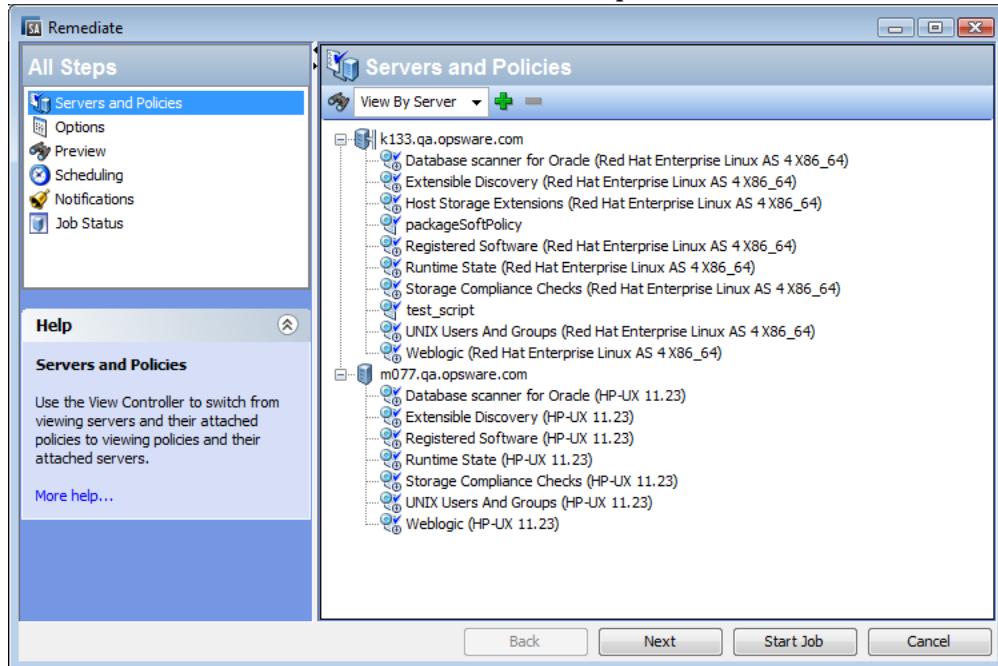 SA Remediate
All Steps
Servers and Policies
Options
Preview
Scheduling
Notifications
Job Status
Help
Servers and Policies
Use the View Controller to switch from
viewing servers and their attached
policies to viewing policies and their
attached servers.
More help...
Servers and Policies
View By Server
k133.qa.opsware.com
Database scanner for Oracle (Red Hat Enterprise Linux AS 4 X86_64)
Extensible Discovery (Red Hat Enterprise Linux AS 4 X86_64)
Host Storage Extensions (Red Hat Enterprise Linux AS 4 X86_64)
packageSoftPolicy
Registered Software (Red Hat Enterprise Linux AS 4 X86_64)
Runtime State (Red Hat Enterprise Linux AS 4 X86_64)
Storage Compliance Checks (Red Hat Enterprise Linux AS 4 X86_64)
test_script
UNIX Users And Groups (Red Hat Enterprise Linux AS 4 X86_64)
Weblogic (Red Hat Enterprise Linux AS 4 X86_64)
m077.qa.opsware.com
Database scanner for Oracle (HP-UX 11.23)
Extensible Discovery (HP-UX 11.23)
Registered Software (HP-UX 11.23)
Runtime State (HP-UX 11.23)
Storage Compliance Checks (HP-UX 11.23)
UNIX Users And Groups (HP-UX 11.23)
Weblogic (HP-UX 11.23)
Back Next Start Job Cancel